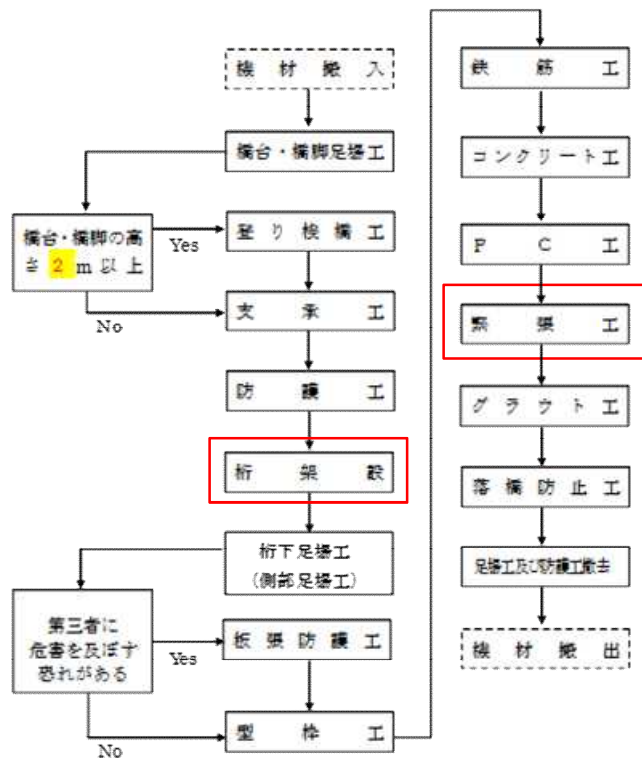 機材搬入
橋台・橋脚足場工
橋台・橋脚の高
さ 2 m 以上
Yes
No
登り桟橋工
支承工
防護工
桁架設
桁下足場工
(側部足場工)
第三者に
危害を及ぼす
恐れがある
Yes
No
板張防護工
型枠工
鉄筋工
コンクリート工
PC工
緊張工
グラウト工
落橋防止工
足場工及び防護工撤去
機材搬出